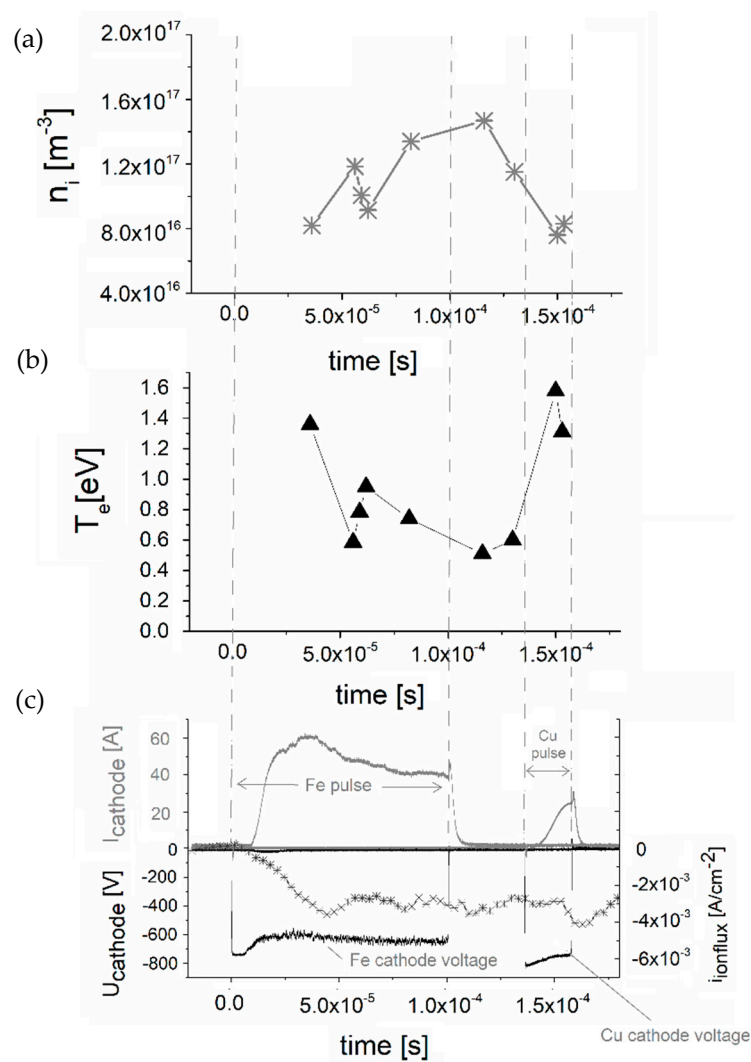 (a)
2.0x10^17
1.6x10^17
1.2x10^17
8.0x10^16
4.0x10^16
n_i [m^-3]
0.0 5.0x10^-5 1.0x10^-4 1.5x10^-4
time [s]
(b)
1.6
1.4
1.2
1.0
0.8
0.6
0.4
0.2
0.0
T_e[eV]
0.0 5.0x10^-5 1.0x10^-4 1.5x10^-4
time [s]
(c)
60
40
20
0
I_cathode [A]
Fe pulse
Cu
pulse
0
-200
-400
-600
-800
U_cathode [V]
Fe cathode voltage
0
-2x10^-3
-4x10^-3
-6x10^-3
i_ionflux [A/cm^-2]
0.0 5.0x10^-5 1.0x10^-4 1.5x10^-4
time [s]
Cu cathode voltage